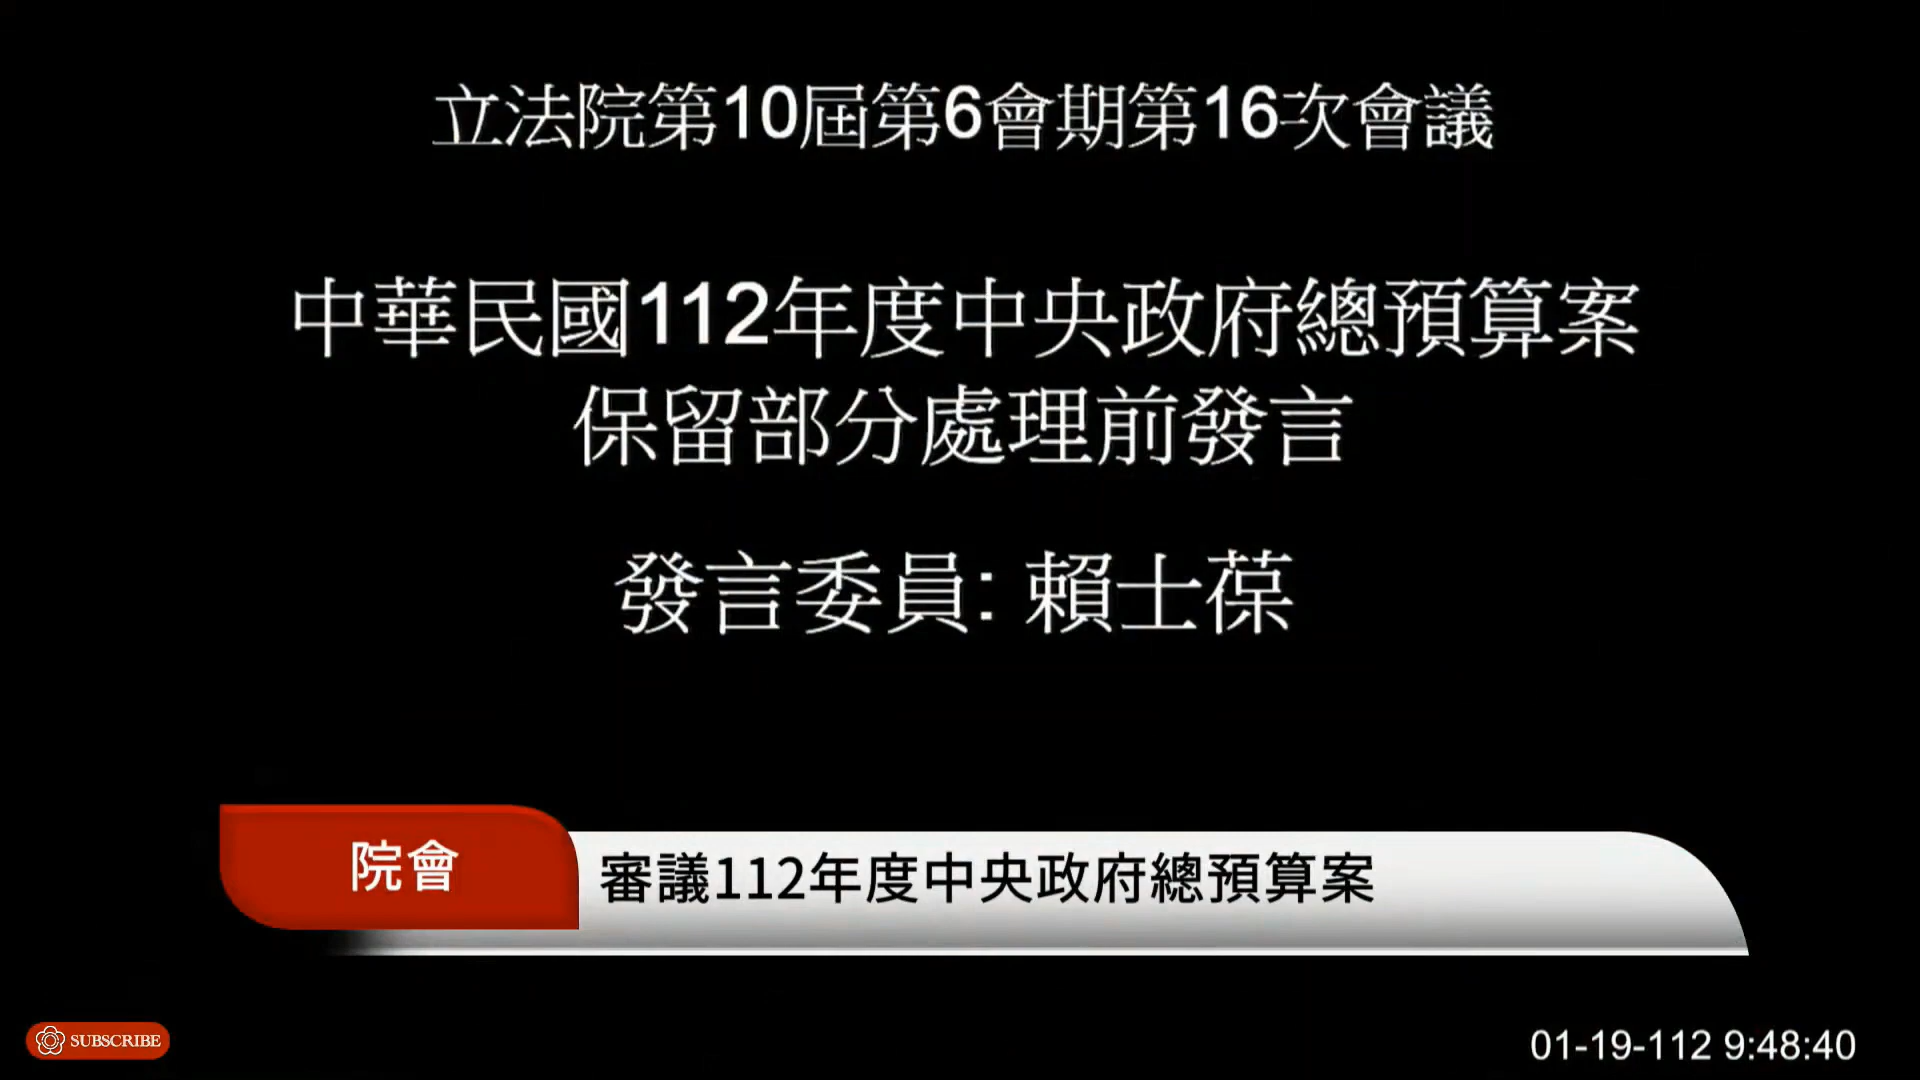 立法院第10屆第6會期第16次會議
中華民國112年度中央政府總預算案
保留部分處理前發言
發言委員: 賴士葆
院會
審議112年度中央政府總預算案
SUBSCRIBE
01-19-112 9:48:40